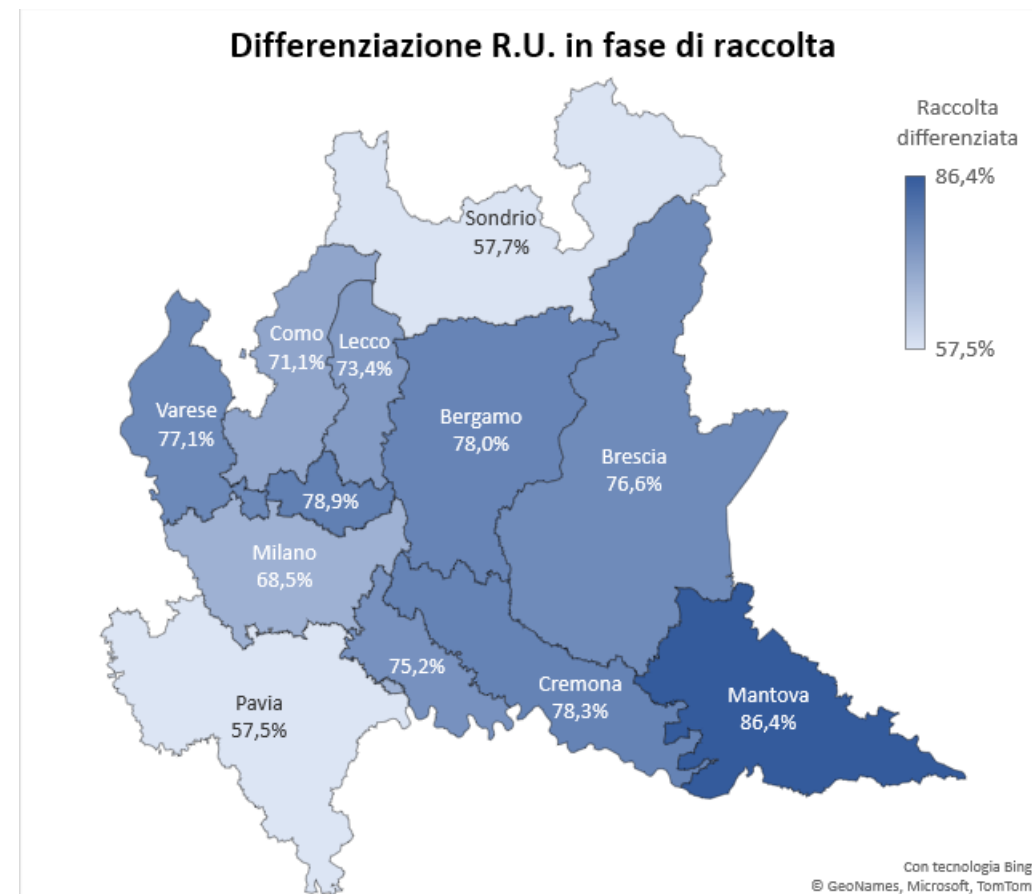 Differenziazione R.U. in fase di raccolta
Raccolta
differenziata
86,4%
57,5%
Sondrio
57,7%
Como
71,1%
Lecco
73,4%
Varese
77,1%
Bergamo
78,0%
Brescia
76,6%
78,9%
Milano
68,5%
75,2%
Cremona
78,3%
Mantova
86,4%
Pavia
57,5%
Con tecnologia Bing
© GeoNames, Microsoft, TomTom